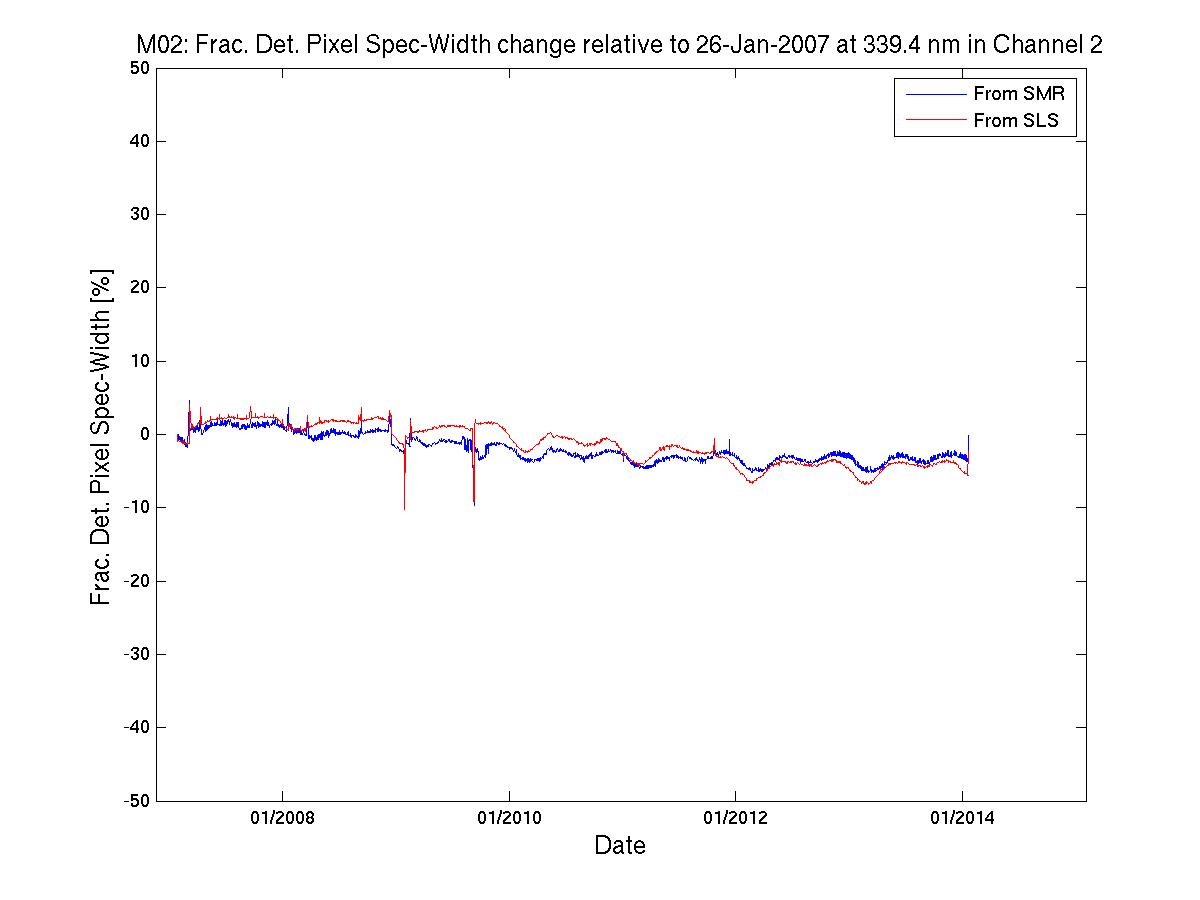 M02: Frac. Det. Pixel Spec-Width change relative to 26-Jan-2007 at 339.4 nm in Channel 2
From SMR
From SLS
50
40
30
20
10
0
-10
-20
-30
-40
-50
Frac. Det. Pixel Spec-Width [%]
01/2008 01/2010 01/2012 01/2014
Date